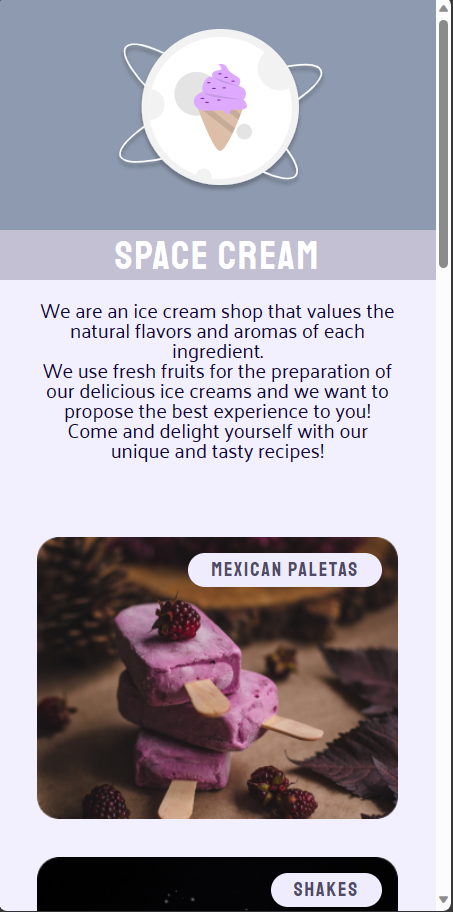 SPACE CREAM
We are an ice cream shop that values the
natural flavors and aromas of each
ingredient.
We use fresh fruits for the preparation of
our delicious ice creams and we want to
propose the best experience to you!
Come and delight yourself with our
unique and tasty recipes!
MEXICAN PALETAS
SHAKES